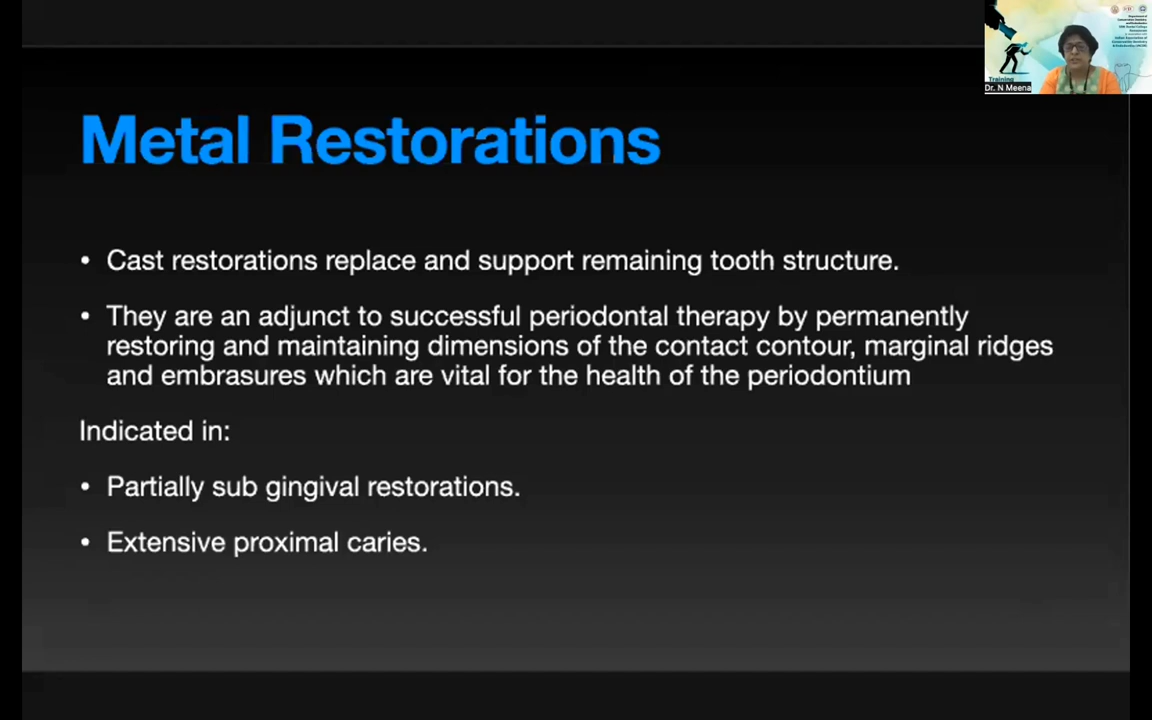 Metal Restorations
• Cast restorations replace and support remaining tooth structure.
• They are an adjunct to successful periodontal therapy by permanently
restoring and maintaining dimensions of the contact contour, marginal ridges
and embrasures which are vital for the health of the periodontium
Indicated in:
• Partially sub gingival restorations.
• Extensive proximal caries.
Training
Dr. N Meena